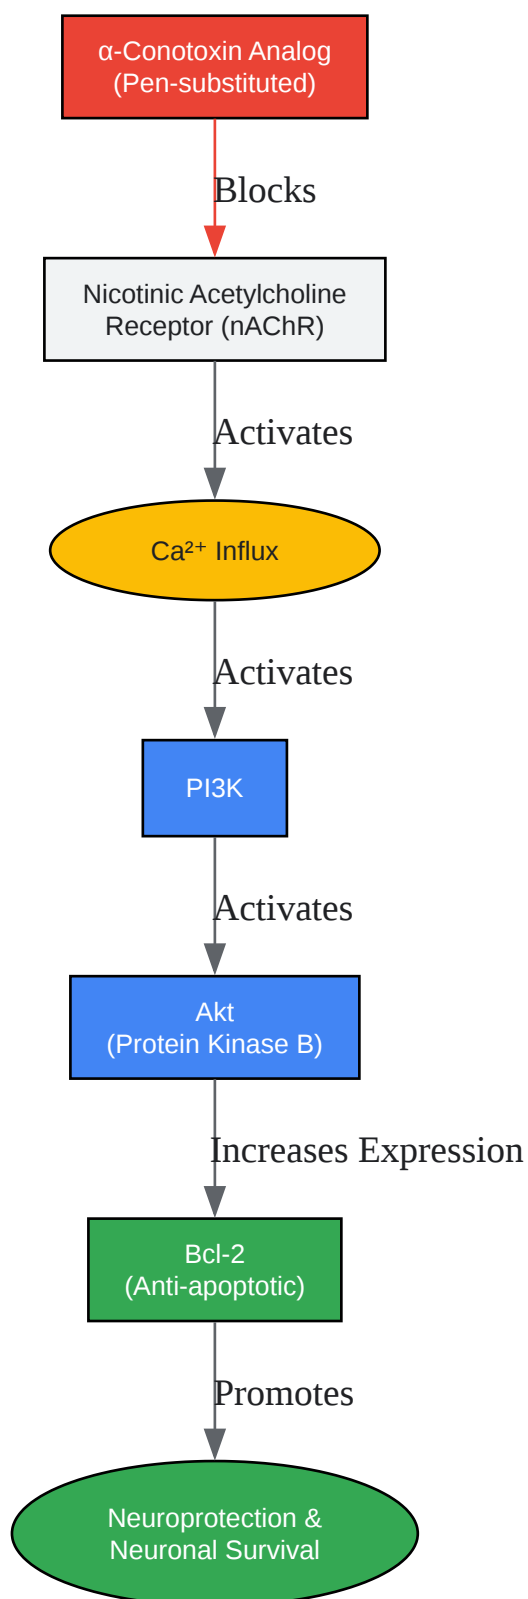 α-Conotoxin Analog
(Pen-substituted)
Blocks
Nicotinic Acetylcholine
Receptor (nAChR)
Activates
Ca²⁺ Influx
Activates
PI3K
Activates
Akt
(Protein Kinase B)
Increases Expression
Bcl-2
(Anti-apoptotic)
Promotes
Neuroprotection &
Neuronal Survival